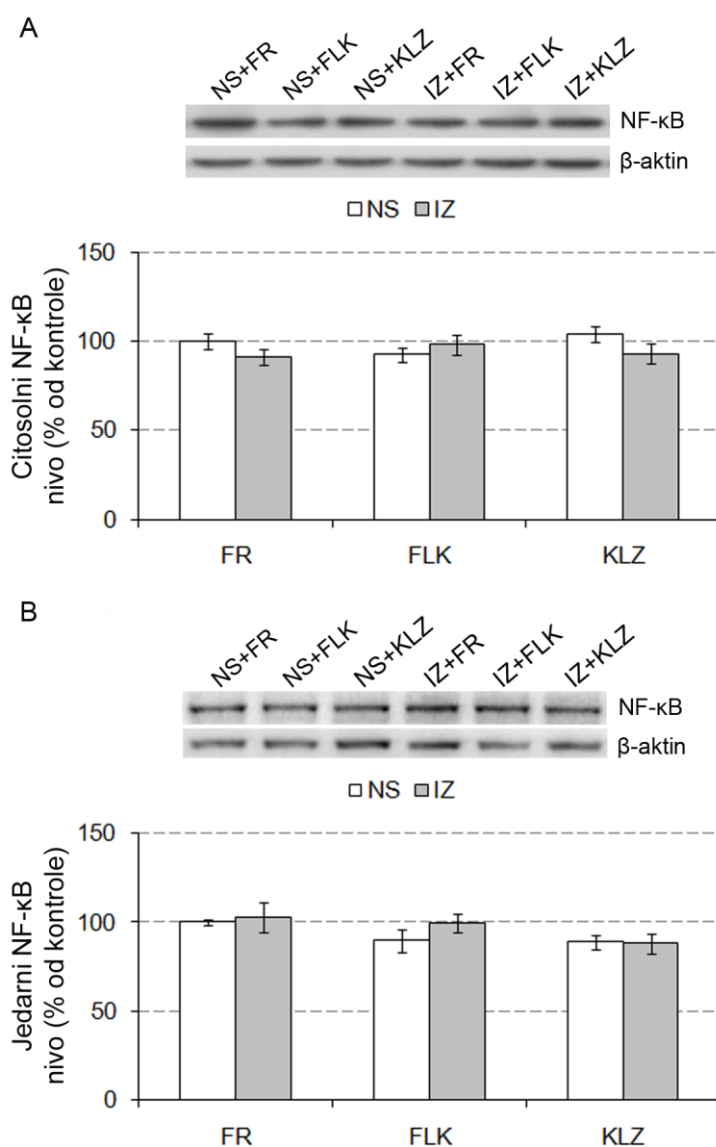 A
NS+FR NS+FLK NS+KLZ IZ+FR IZ+FLK IZ+KLZ
NF-κB
β-aktin
NS IZ
Citosolni NF-κB
nivo (% od kontrole)
150
100
50
0
FR FLK KLZ
B
NS+FR NS+FLK NS+KLZ IZ+FR IZ+FLK IZ+KLZ
NF-κB
β-aktin
NS IZ
Jedarni NF-κB
nivo (% od kontrole)
150
100
50
0
FR FLK KLZ